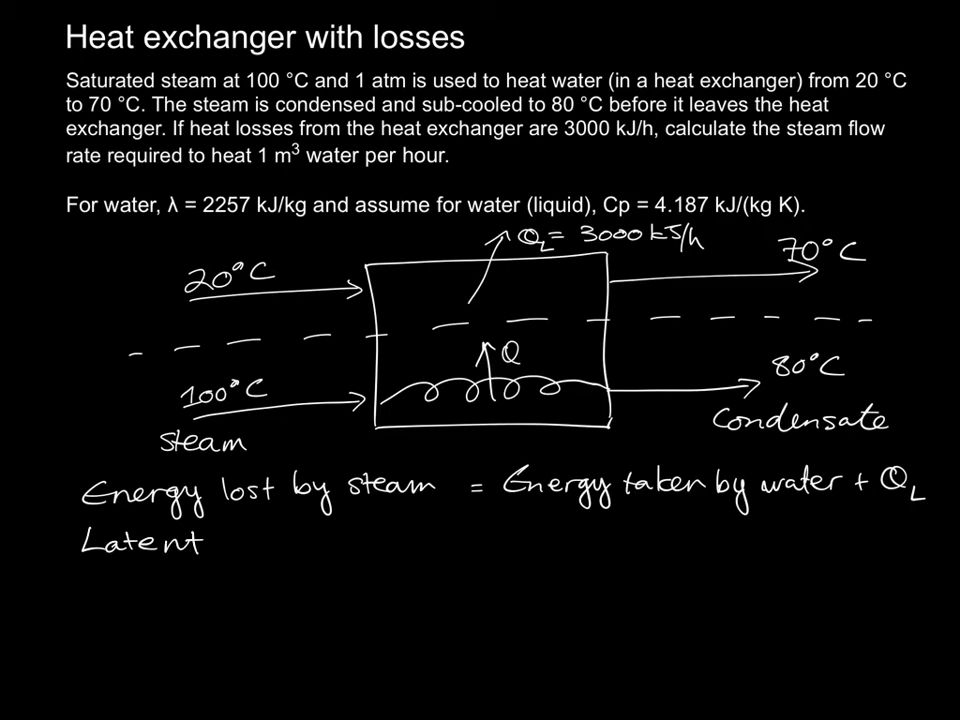 Heat exchanger with losses
Saturated steam at 100 °C and 1 atm is used to heat water (in a heat exchanger) from 20 °C
to 70 °C. The steam is condensed and sub-cooled to 80 °C before it leaves the heat
exchanger. If heat losses from the heat exchanger are 3000 kJ/h, calculate the steam flow
rate required to heat 1 m³ water per hour.
For water, λ = 2257 kJ/kg and assume for water (liquid), Cp = 4.187 kJ/(kg K).
Q_L = 3000 kJ/h
20°C
70°C
Q
100°C
80°C
steam
Condensate
Energy lost by steam = Energy taken by water + Q_L
Latent